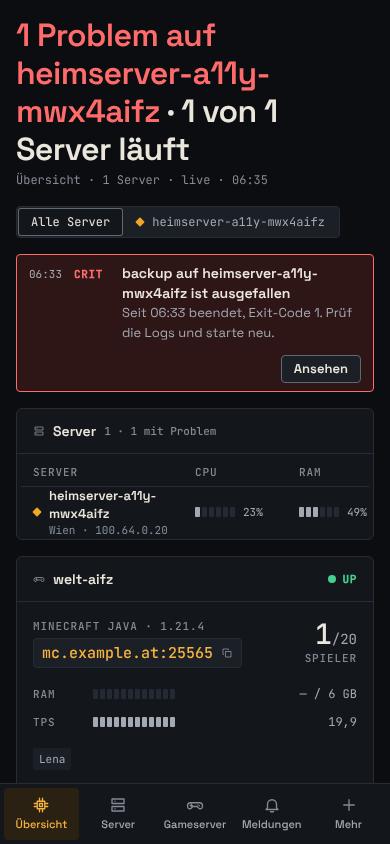 1 Problem auf
heimserver-a11y-
mwx4aifz · 1 von 1
Server läuft
Übersicht · 1 Server · live · 06:35
Alle Server
heimserver-a11y-mwx4aifz
06:33 CRIT
backup auf heimserver-a11y-
mwx4aifz ist ausgefallen
Seit 06:33 beendet, Exit-Code 1. Prüf
die Logs und starte neu.
Ansehen
Server 1 · 1 mit Problem
SERVER CPU RAM
heimserver-a11y-
mwx4aifz
23% 49%
Wien · 100.64.0.20
welt-aifz UP
MINECRAFT JAVA · 1.21.4
mc.example.at:25565
1/20
SPIELER
RAM — / 6 GB
TPS 19,9
Lena
Übersicht Server Gameserver Meldungen Mehr